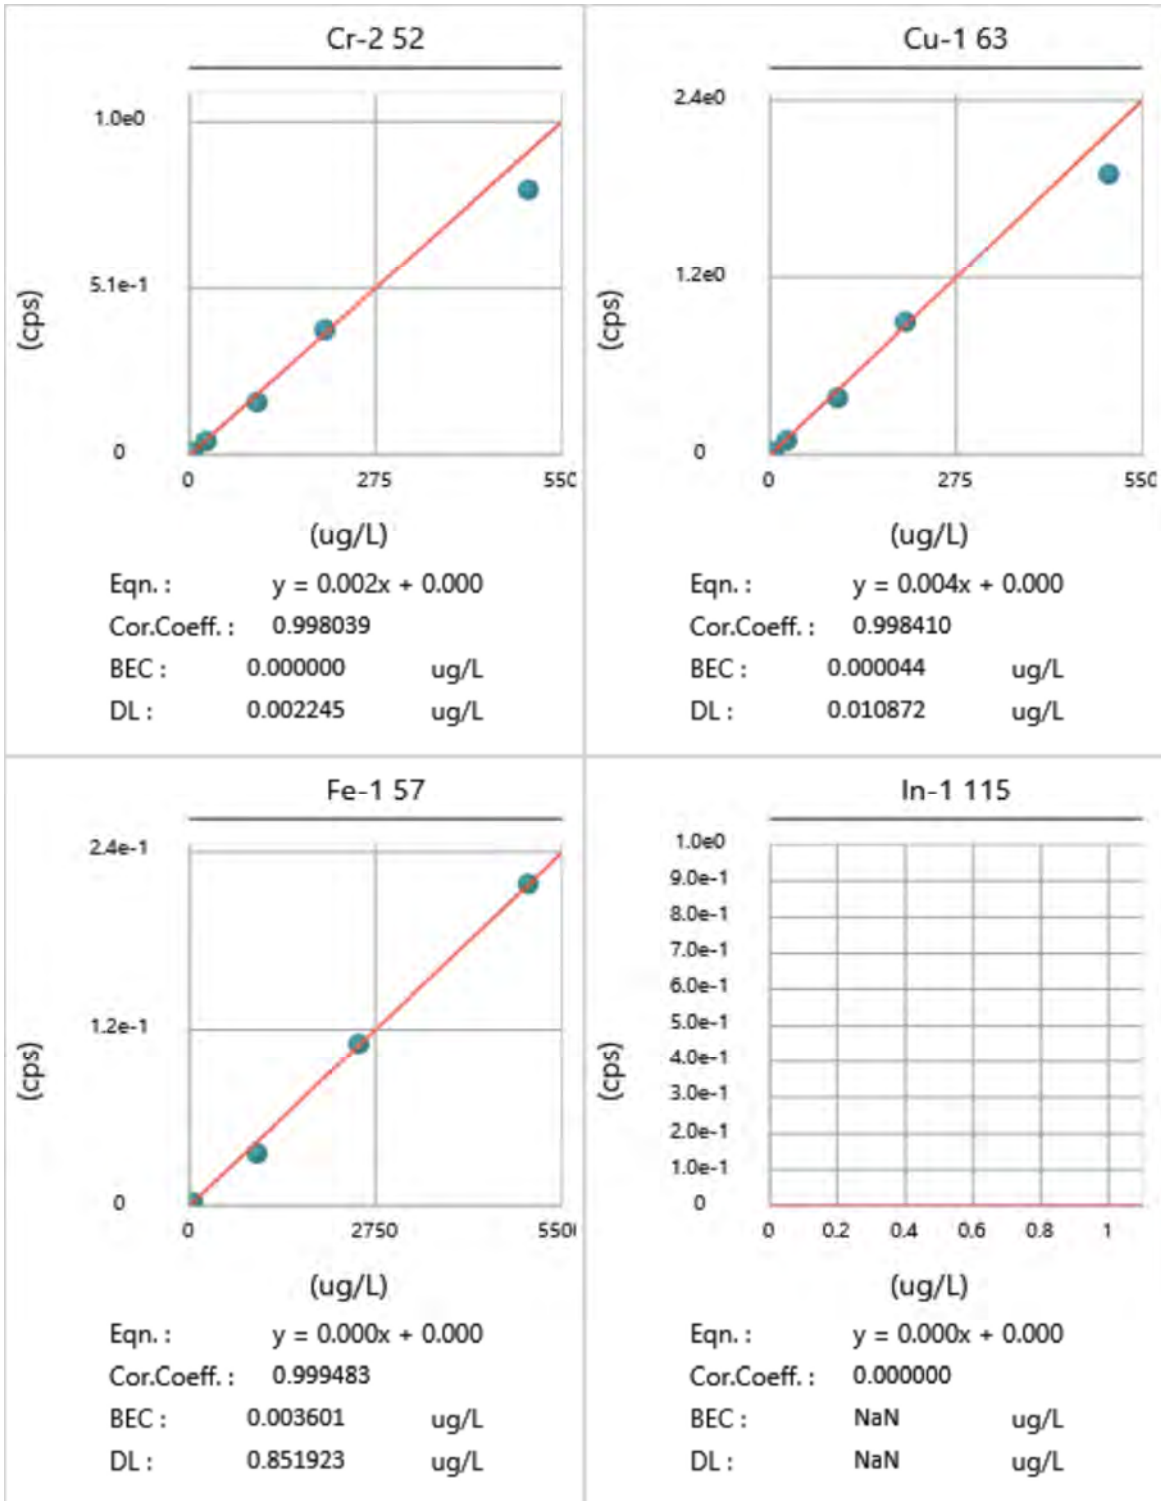 Cr-2 52
1.0e0
5.1e-1
0
0 275 550
(cps)
(ug/L)
Eqn. : y = 0.002x + 0.000
Cor.Coeff. : 0.998039
BEC : 0.000000 ug/L
DL : 0.002245 ug/L
Cu-1 63
2.4e0
1.2e0
0
0 275 550
(cps)
(ug/L)
Eqn. : y = 0.004x + 0.000
Cor.Coeff. : 0.998410
BEC : 0.000044 ug/L
DL : 0.010872 ug/L
Fe-1 57
2.4e-1
1.2e-1
0
0 2750 5500
(cps)
(ug/L)
Eqn. : y = 0.000x + 0.000
Cor.Coeff. : 0.999483
BEC : 0.003601 ug/L
DL : 0.851923 ug/L
In-1 115
1.0e0
9.0e-1
8.0e-1
7.0e-1
6.0e-1
5.0e-1
4.0e-1
3.0e-1
2.0e-1
1.0e-1
0
0 0.2 0.4 0.6 0.8 1
(cps)
(ug/L)
Eqn. : y = 0.000x + 0.000
Cor.Coeff. : 0.000000
BEC : NaN ug/L
DL : NaN ug/L